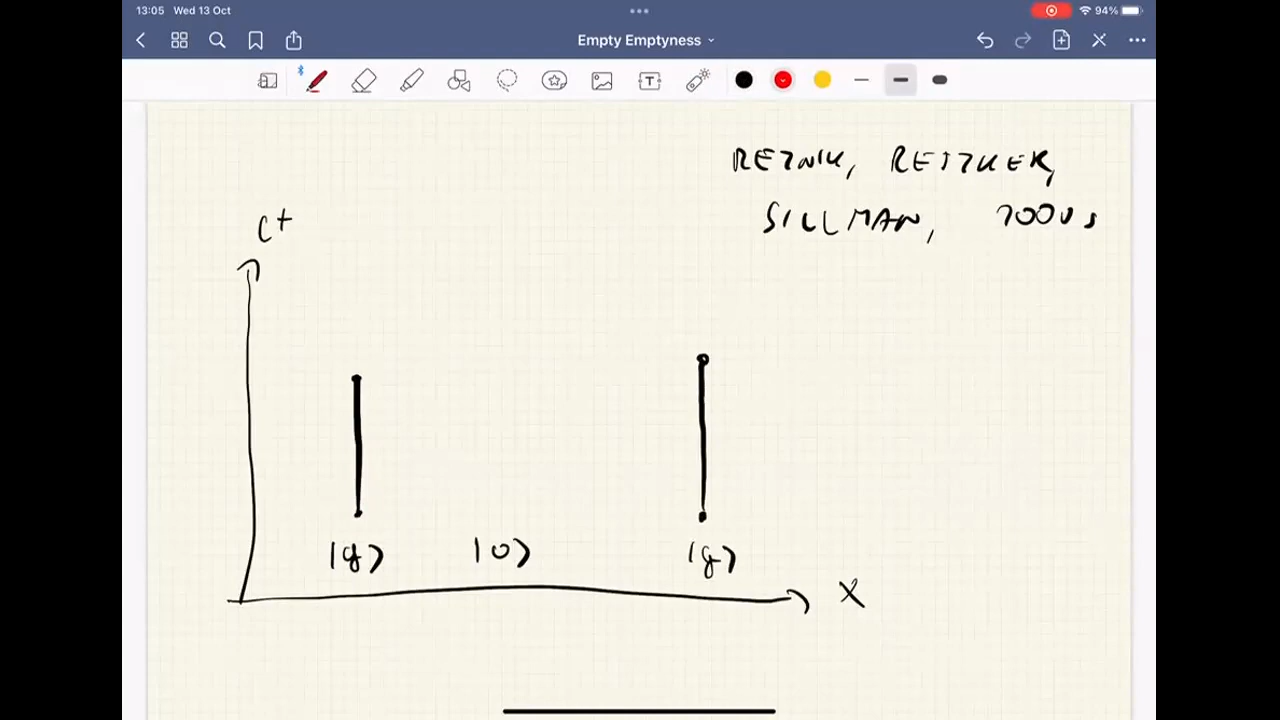 13:05 Wed 13 Oct
94%
Empty Emptyness
T
REZNIK, RETZKER,
SILLMAN, 2000s
ct
|g⟩ |0⟩ |g⟩
x